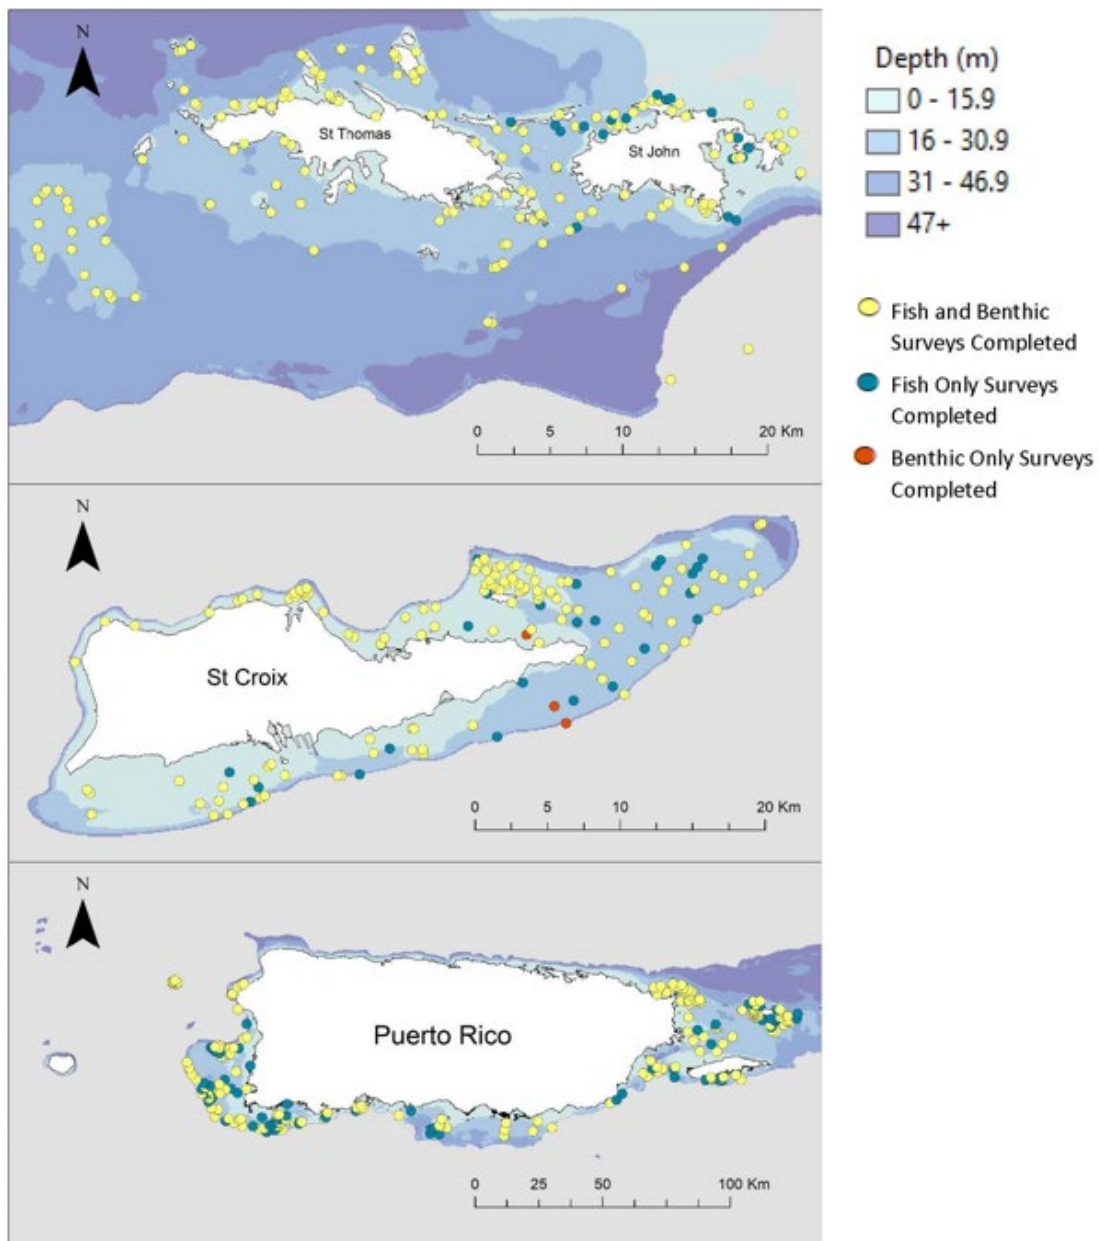 N
St Thomas
St John
0 5 10 20 Km
N
St Croix
0 5 10 20 Km
N
Puerto Rico
0 25 50 100 Km
Depth (m)
0 - 15.9
16 - 30.9
31 - 46.9
47+
Fish and Benthic
Surveys Completed
Fish Only Surveys
Completed
Benthic Only Surveys
Completed